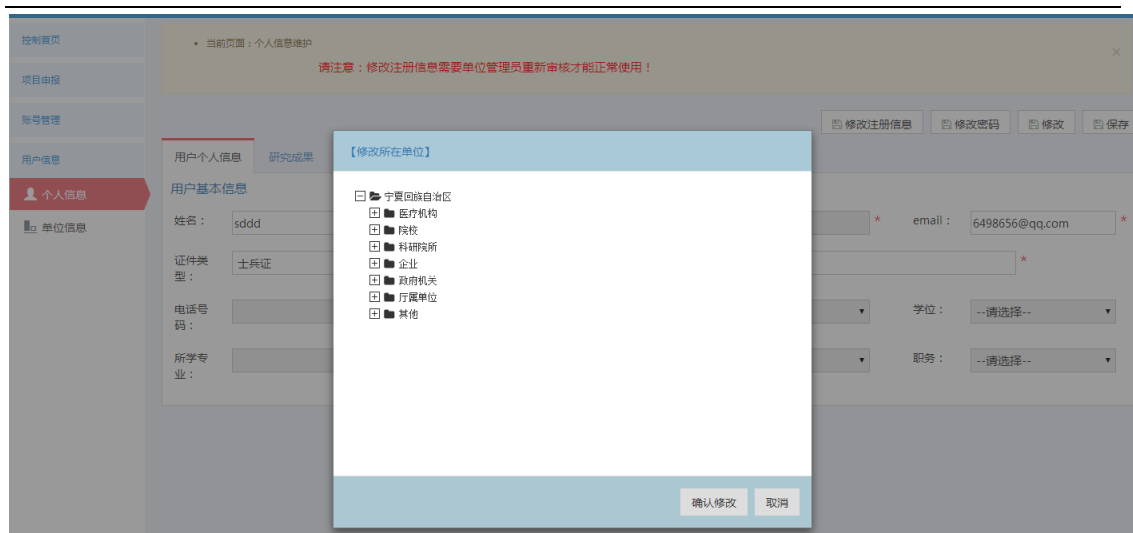 控制首页
当前页面：个人信息维护
×
请注意：修改注册信息需要单位管理员重新审核才能正常使用！
项目申报
账号管理
修改注册信息 修改密码 修改 保存
用户信息
用户个人信息 研究成果
【修改所在单位】
个人信息
用户基本信息
单位信息
姓名： sddd * email： 6498656@qq.com *
证件类型： 士兵证 *
电话号码： 学位： --请选择--
所学专业： 职务： --请选择--
宁夏回族自治区
医疗机构
院校
科研院所
企业
政府机关
厅属单位
其他
确认修改 取消